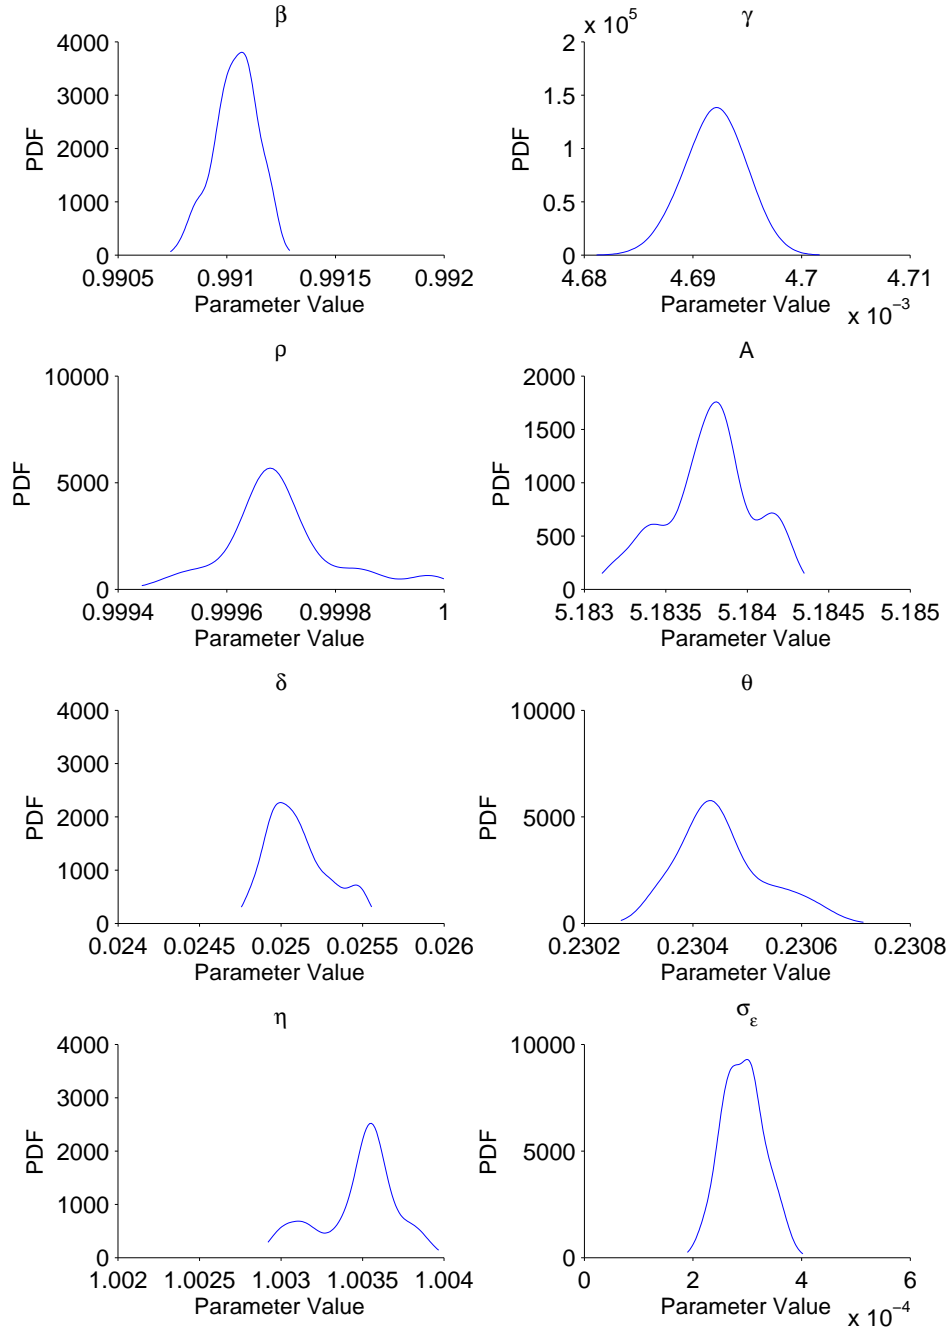 β
4000
3000
2000
1000
0
PDF
0.9905 0.991 0.9915 0.992
Parameter Value
γ
x 10^5
2
1.5
1
0.5
0
PDF
4.68 4.69 4.7 4.71
Parameter Value
x 10^−3
ρ
10000
5000
0
PDF
0.9994 0.9996 0.9998 1
Parameter Value
A
2000
1500
1000
500
0
PDF
5.183 5.1835 5.184 5.1845 5.185
Parameter Value
δ
4000
3000
2000
1000
0
PDF
0.024 0.0245 0.025 0.0255 0.026
Parameter Value
θ
10000
5000
0
PDF
0.2302 0.2304 0.2306 0.2308
Parameter Value
η
4000
3000
2000
1000
0
PDF
1.002 1.0025 1.003 1.0035 1.004
Parameter Value
σ_ε
10000
5000
0
PDF
0 2 4 6
Parameter Value
x 10^−4